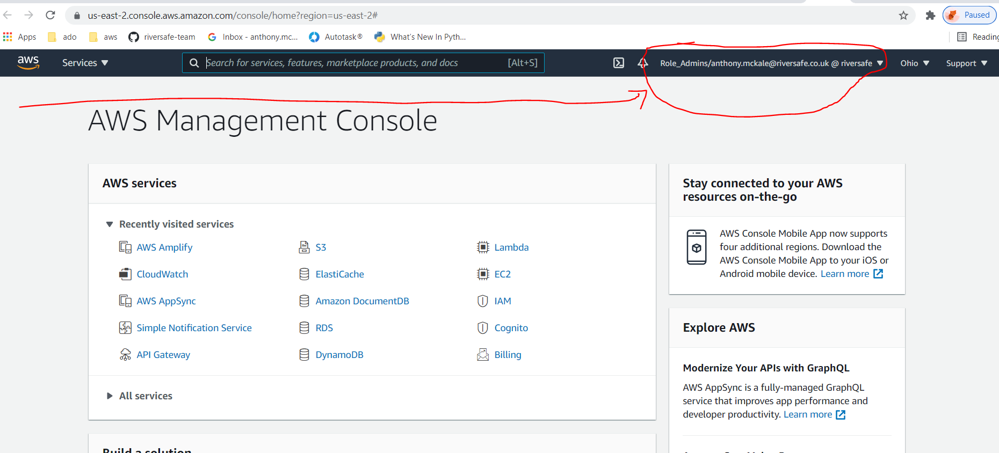 us-east-2.console.aws.amazon.com/console/home?region=us-east-2#
Paused
Apps
ado
aws
riversafe-team
Inbox - anthony.mc...
Autotask®
What's New In Pyth...
Reading
aws
Services
Search for services, features, marketplace products, and docs
[Alt+S]
Role_Admins/anthony.mckale@riversafe.co.uk @ riversafe
Ohio
Support
AWS Management Console
AWS services
Recently visited services
AWS Amplify
S3
Lambda
CloudWatch
ElastiCache
EC2
AWS AppSync
Amazon DocumentDB
IAM
Simple Notification Service
RDS
Cognito
API Gateway
DynamoDB
Billing
All services
Build a solution
Stay connected to your AWS
resources on-the-go
AWS Console Mobile App now supports
four additional regions. Download the
AWS Console Mobile App to your iOS or
Android mobile device. Learn more
Explore AWS
Modernize Your APIs with GraphQL
AWS AppSync is a fully-managed GraphQL
service that improves app performance and
developer productivity. Learn more